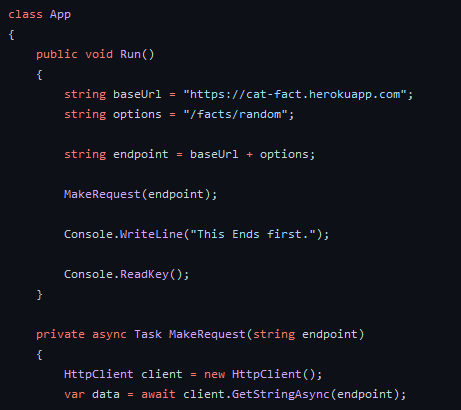 class App
{
public void Run()
{
string baseUrl = "https://cat-fact.herokuapp.com";
string options = "/facts/random";
string endpoint = baseUrl + options;
MakeRequest(endpoint);
Console.WriteLine("This Ends first.");
Console.ReadKey();
}
private async Task MakeRequest(string endpoint)
{
HttpClient client = new HttpClient();
var data = await client.GetStringAsync(endpoint);